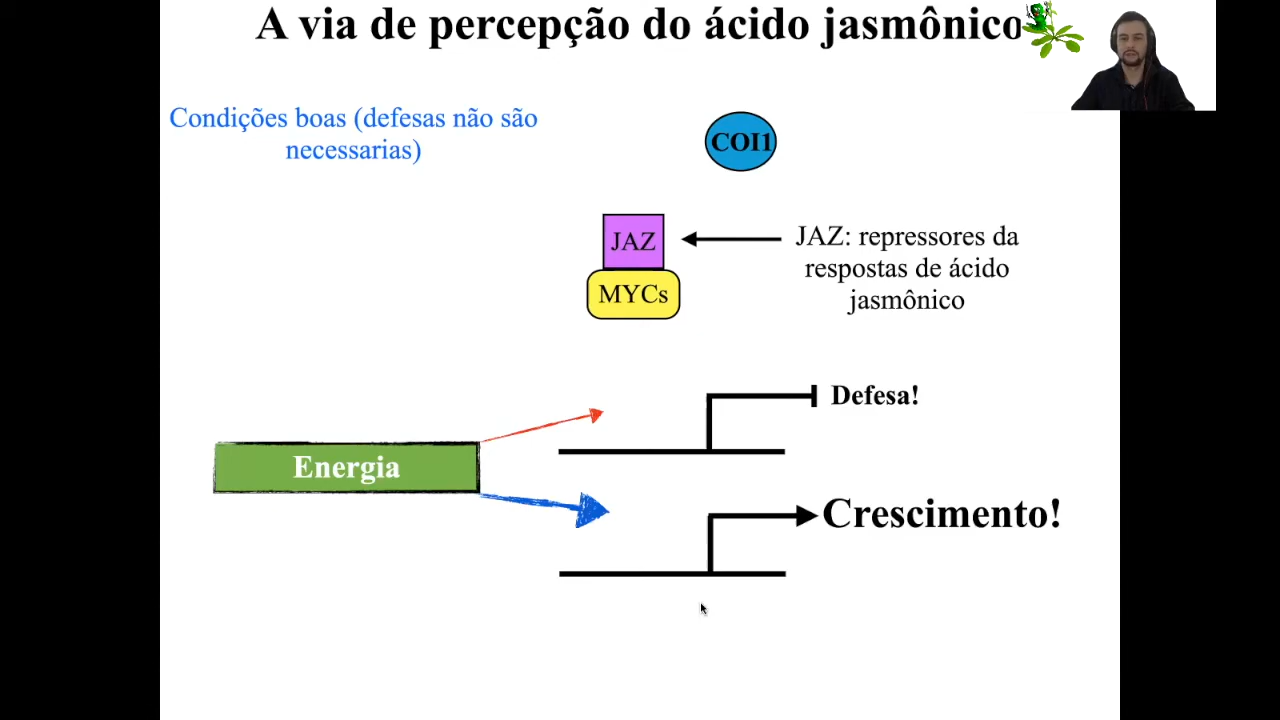 A via de percepção do ácido jasmônico
Condições boas (defesas não são
necessarias)
COI1
JAZ
MYCs
JAZ: repressores da
respostas de ácido
jasmônico
Defesa!
Energia
Crescimento!